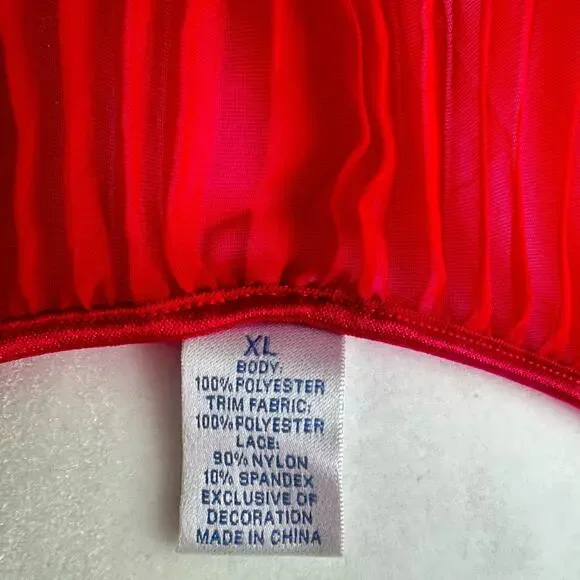 XL
BODY:
100% POLYESTER
TRIM FABRIC:
100% POLYESTER
LACE:
90% NYLON
10% SPANDEX
EXCLUSIVE OF
DECORATION
MADE IN CHINA